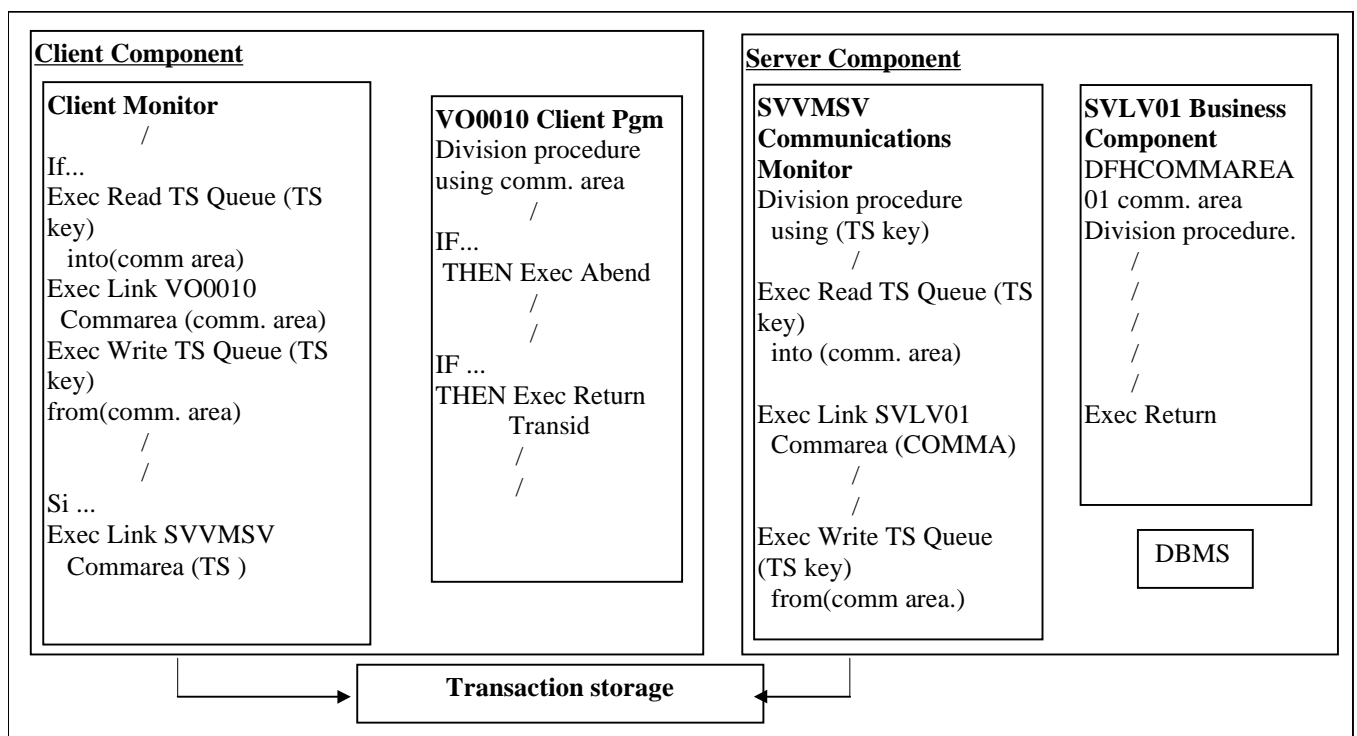 Client Component
Client Monitor
/
If...
Exec Read TS Queue (TS
key)
into(comm area)
Exec Link VO0010
Commarea (comm. area)
Exec Write TS Queue (TS
key)
from(comm. area)
/
/
Si ...
Exec Link SVVMSV
Commarea (TS )
VO0010 Client Pgm
Division procedure
using comm. area
/
IF...
THEN Exec Abend
/
/
IF ...
THEN Exec Return
Transid
/
/
Server Component
SVVMSV
Communications
Monitor
Division procedure
using (TS key)
/
Exec Read TS Queue (TS
key)
into (comm. area)
Exec Link SVLV01
Commarea (COMMA)
/
/
Exec Write TS Queue
(TS key)
from(comm area.)
SVLV01 Business
Component
DFHCOMMAREA
01 comm. area
Division procedure.
/
/
/
/
/
Exec Return
DBMS
Transaction storage